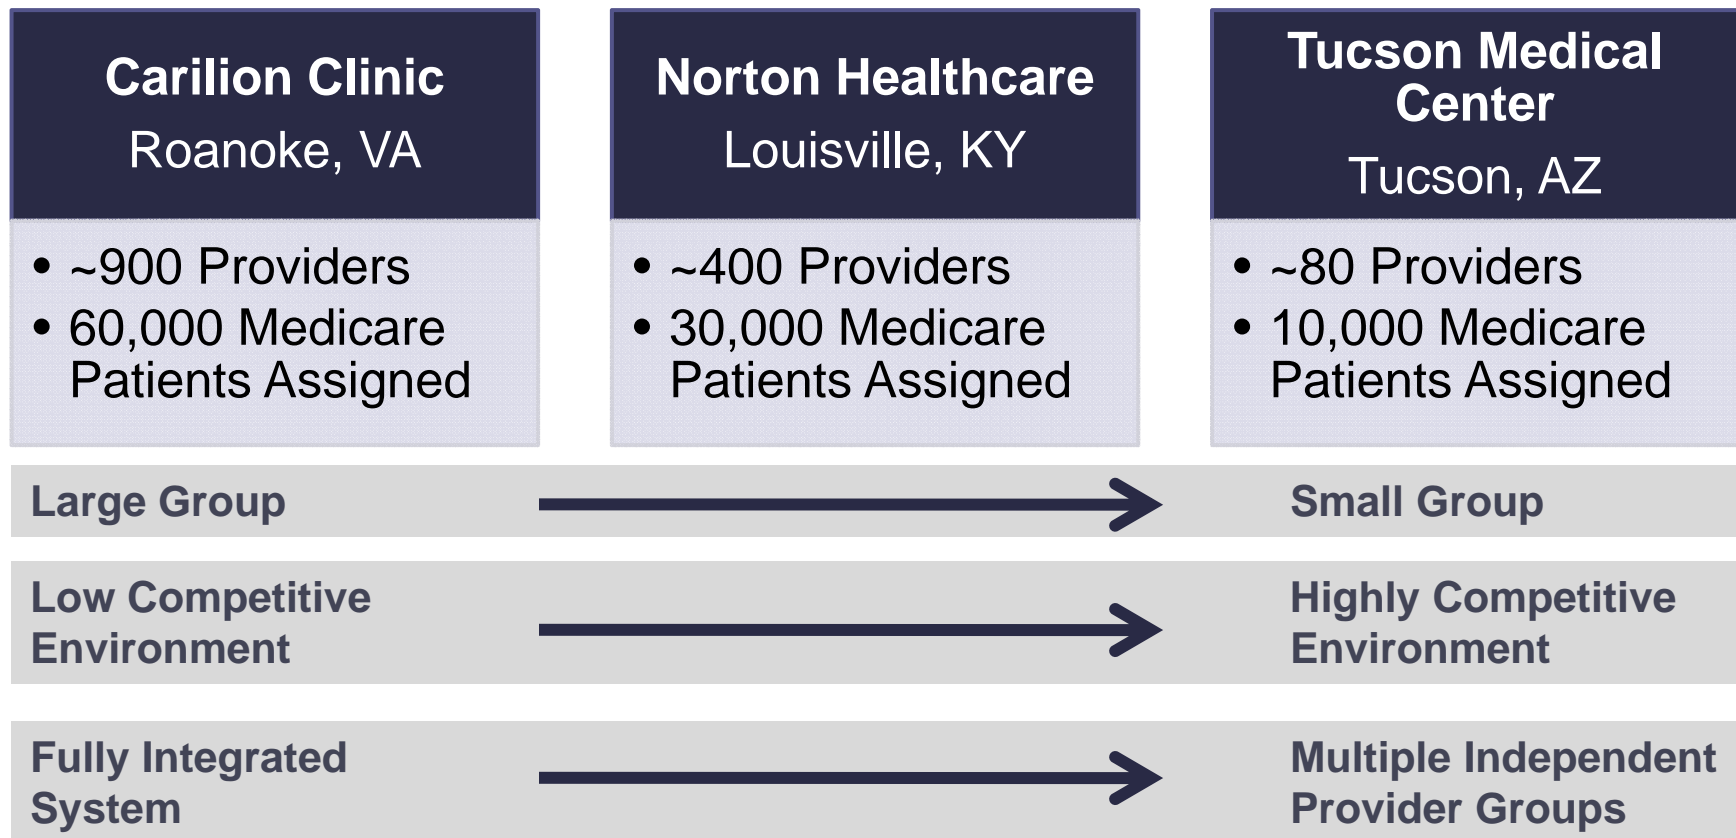 Carilion Clinic
Roanoke, VA
• ~900 Providers
• 60,000 Medicare
Patients Assigned
Norton Healthcare
Louisville, KY
• ~400 Providers
• 30,000 Medicare
Patients Assigned
Tucson Medical
Center
Tucson, AZ
• ~80 Providers
• 10,000 Medicare
Patients Assigned
Large Group
Small Group
Low Competitive
Environment
Highly Competitive
Environment
Fully Integrated
System
Multiple Independent
Provider Groups